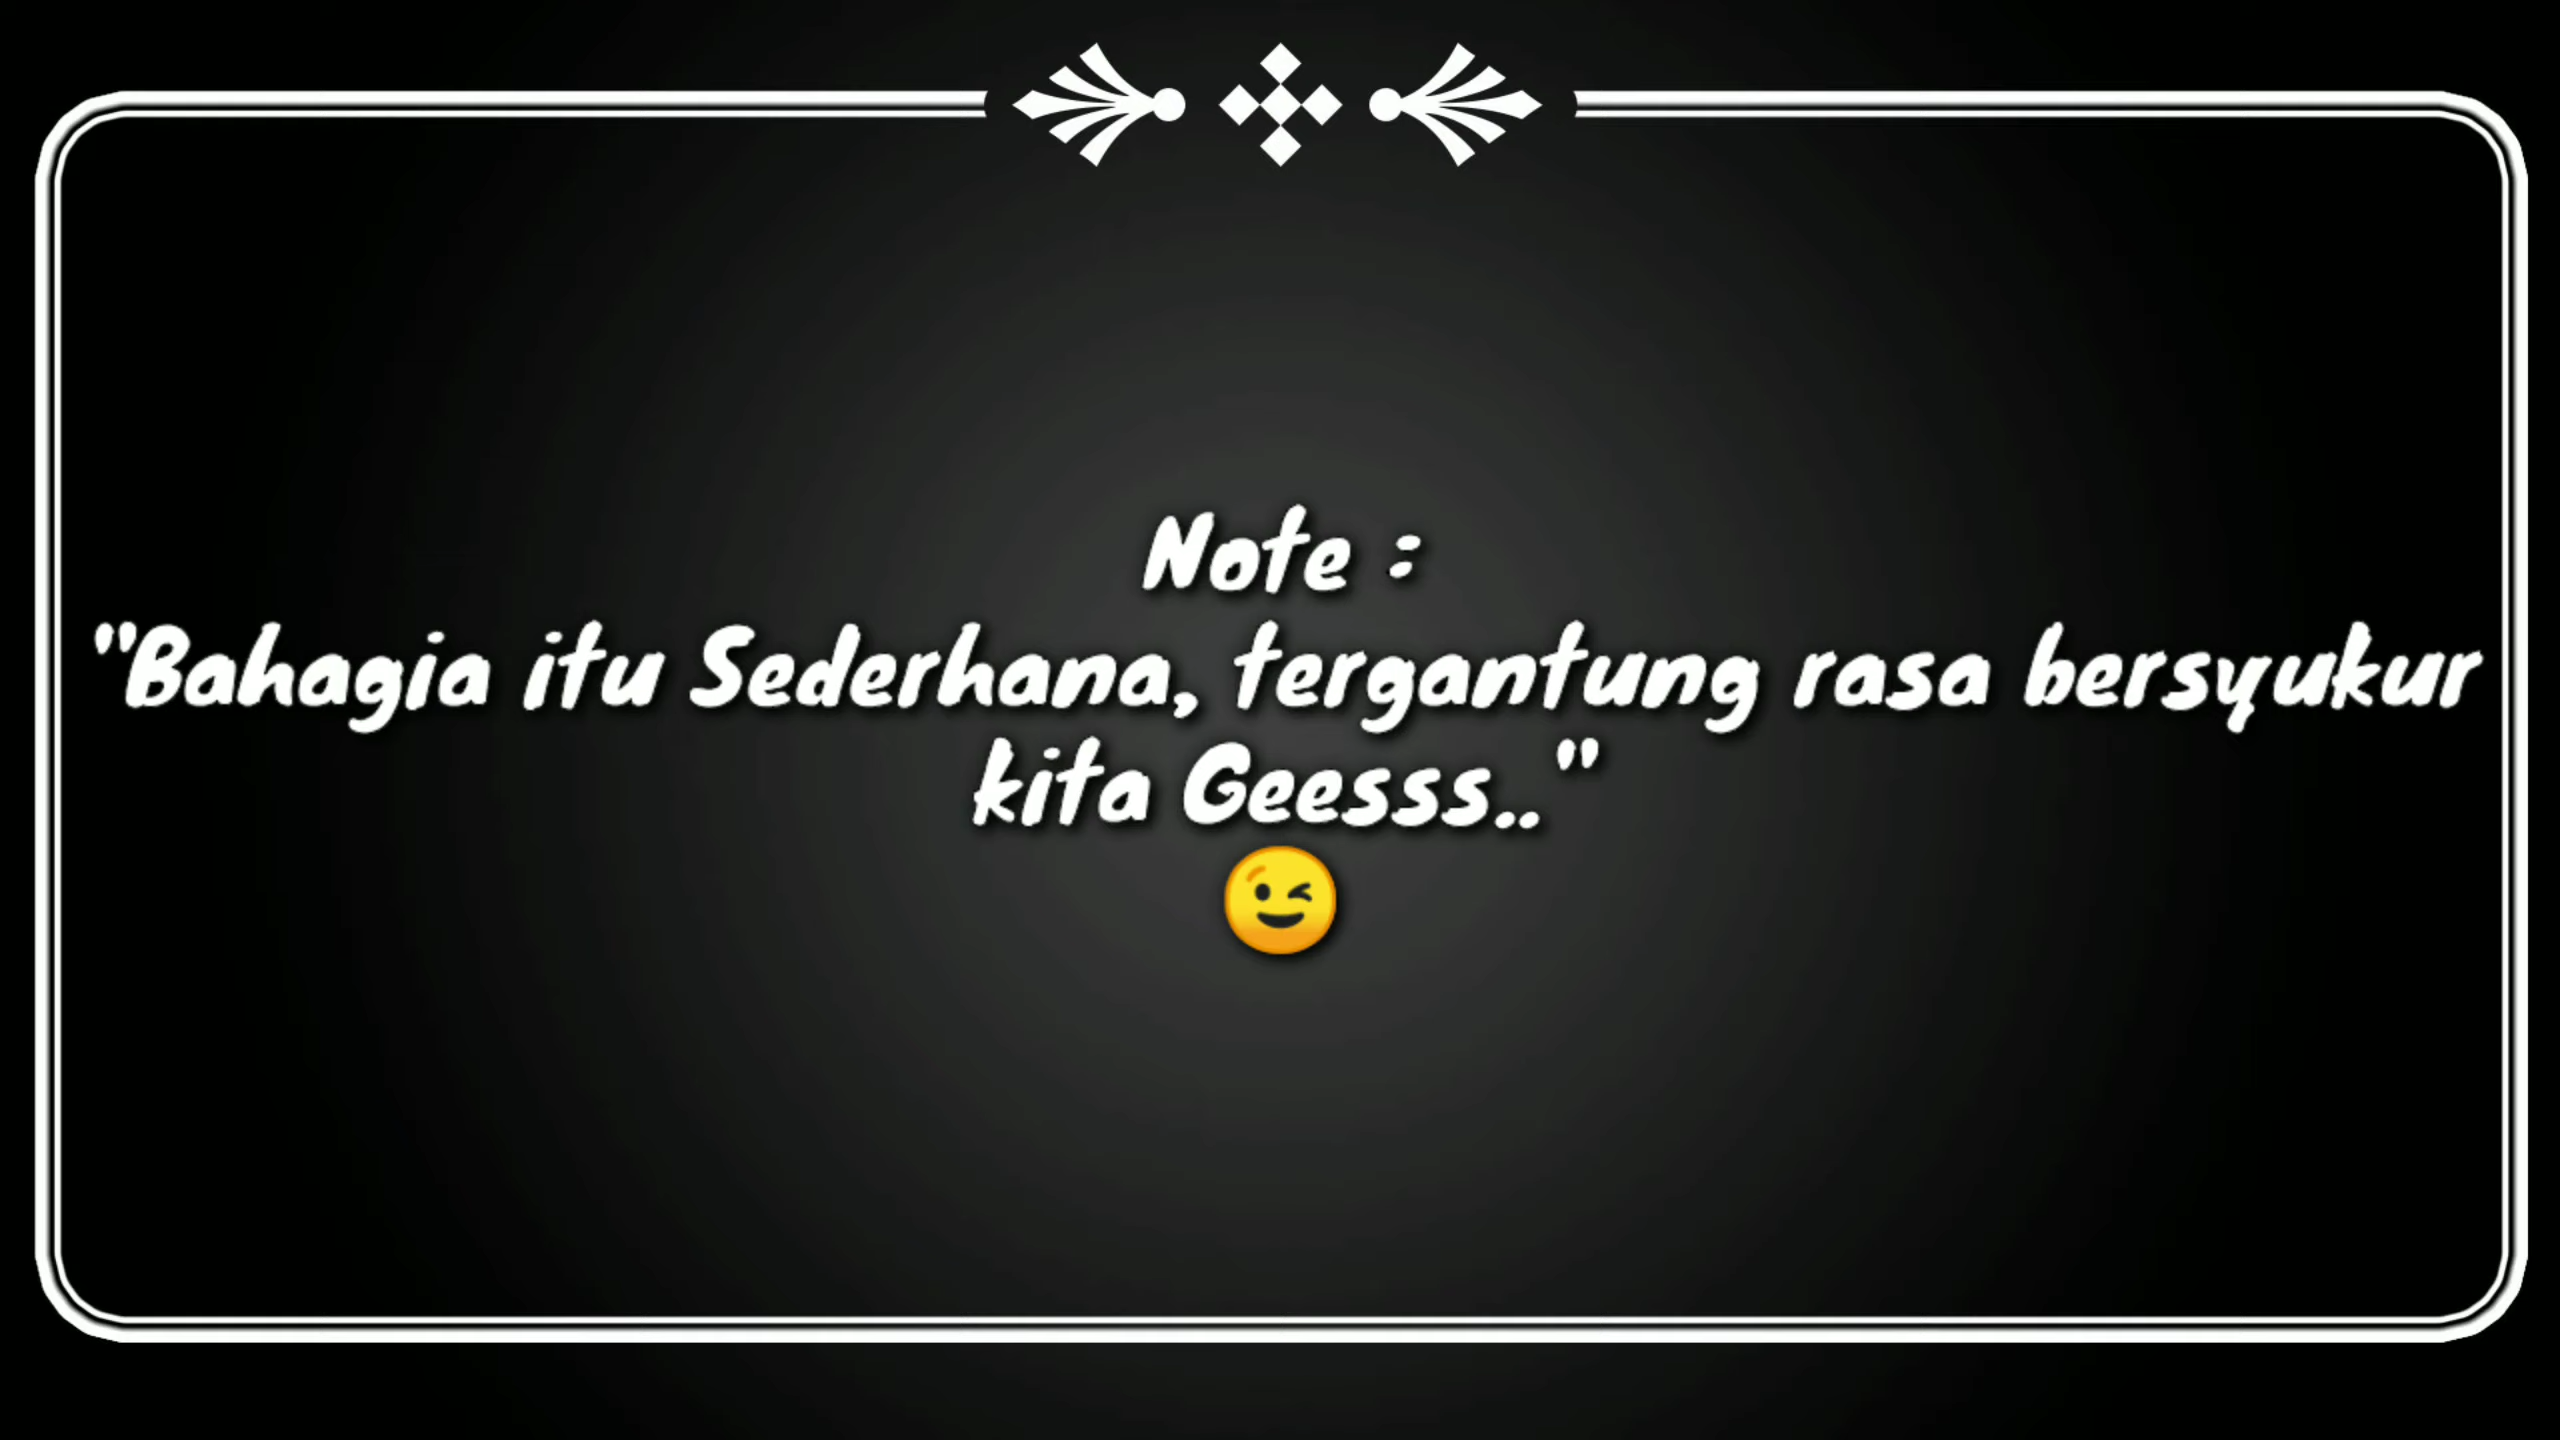 Note :
"Bahagia itu Sederhana, tergantung rasa bersyukur
kita Geesss.."
😉